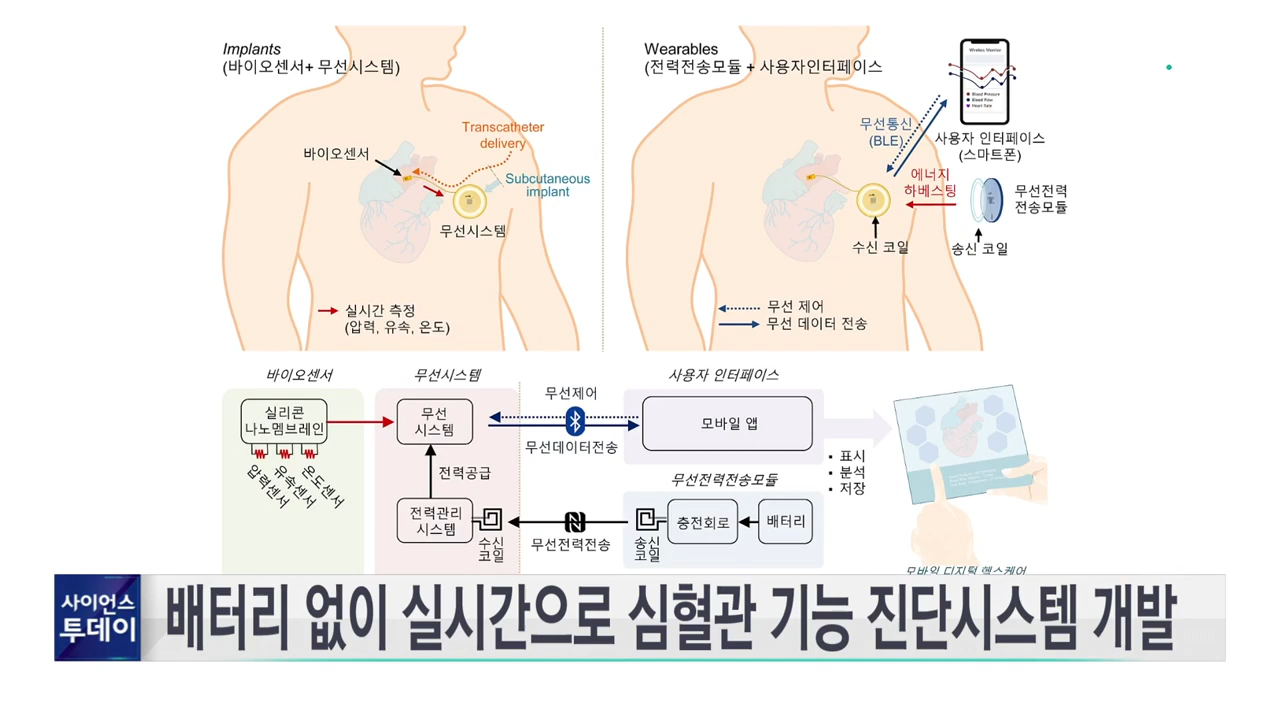 Implants
(바이오센서+ 무선시스템)
Transcatheter
delivery
바이오센서
Subcutaneous
implant
무선시스템
실시간 측정
(압력, 유속, 온도)
Wearables
(전력전송모듈 + 사용자인터페이스
Wireless Monitor
Blood Pressure
Blood Flow
Heart Rate
무선통신
(BLE)
사용자 인터페이스
(스마트폰)
에너지
하베스팅
무선전력
전송모듈
수신 코일
송신 코일
무선 제어
무선 데이터 전송
바이오센서
무선시스템
사용자 인터페이스
실리콘
나노멤브레인
압력센서
유속센서
온도센서
무선
시스템
전력공급
전력관리
시스템
수신
코일
무선제어
무선데이터전송
모바일 앱
▪ 표시
▪ 분석
▪ 저장
무선전력전송모듈
무선전력전송
송신
코일
충전회로
배터리
모바일 디지털 헬스케어
사이언스
투데이
배터리 없이 실시간으로 심혈관 기능 진단시스템 개발